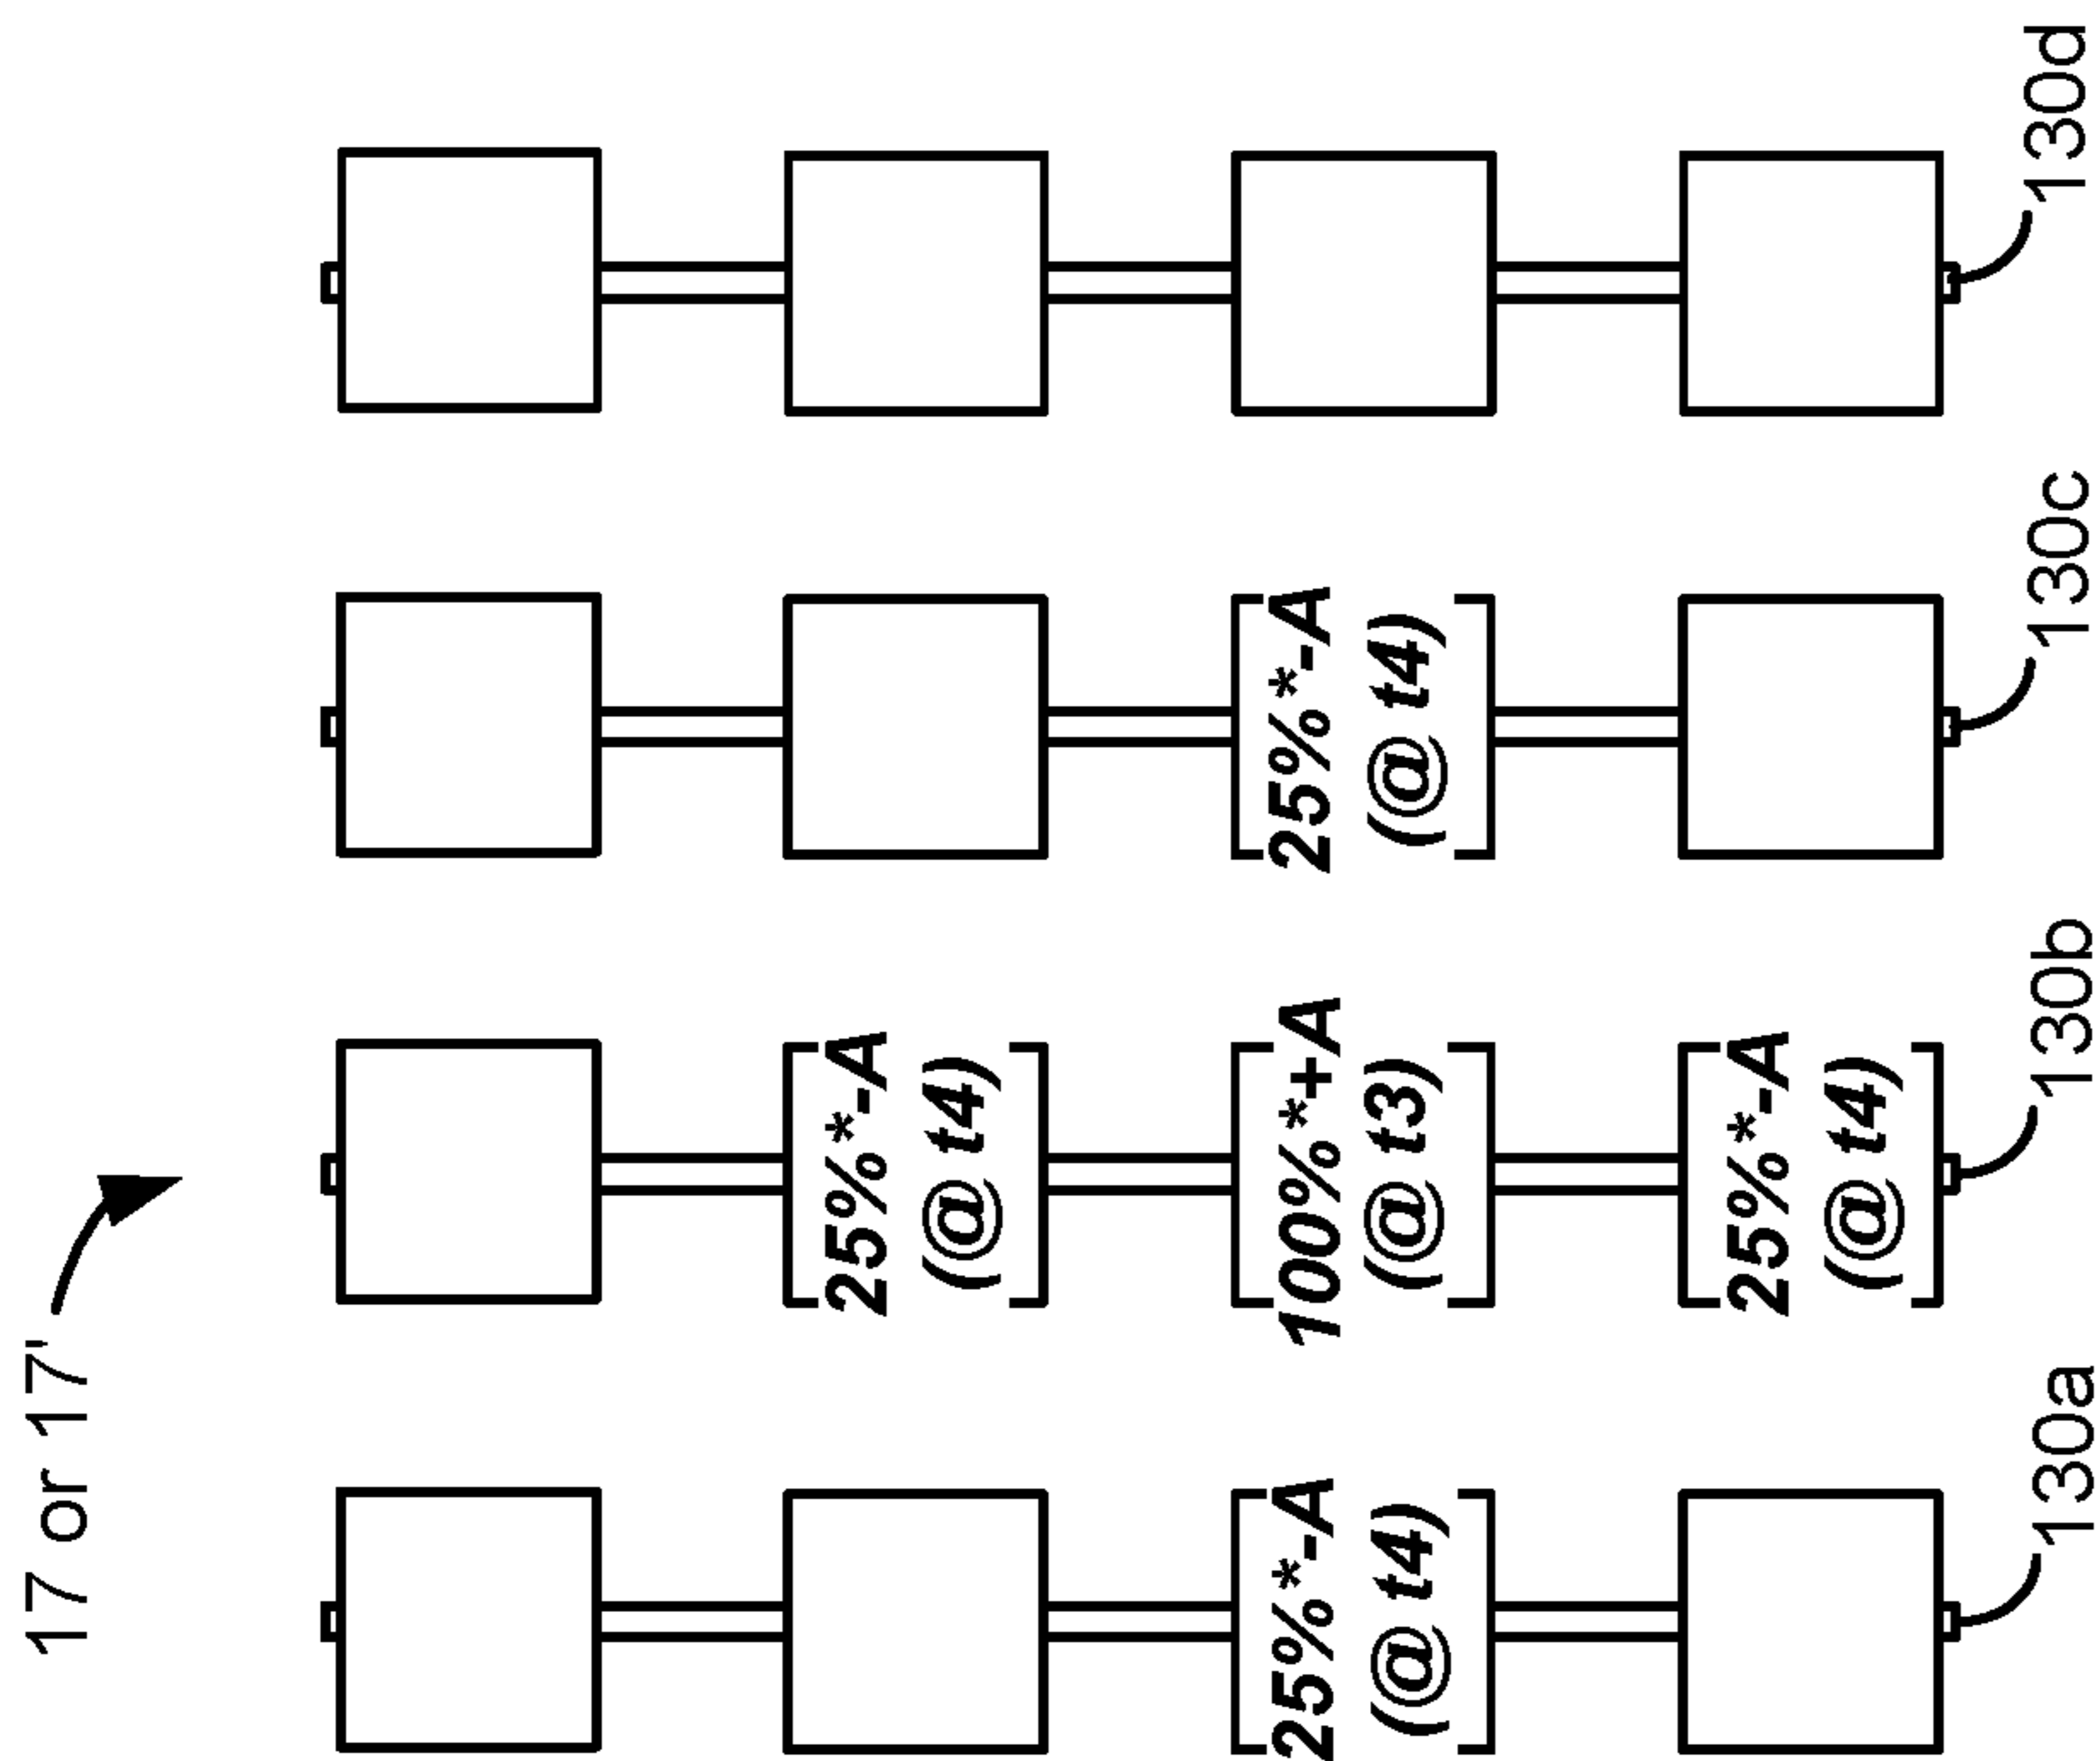 17 or 17'
25%*-A
(@ t4)
25%*-A
(@ t4)
100%*+A
(@ t3)
25%*-A
(@ t4)
25%*-A
(@ t4)
130a
130b
130c
130d